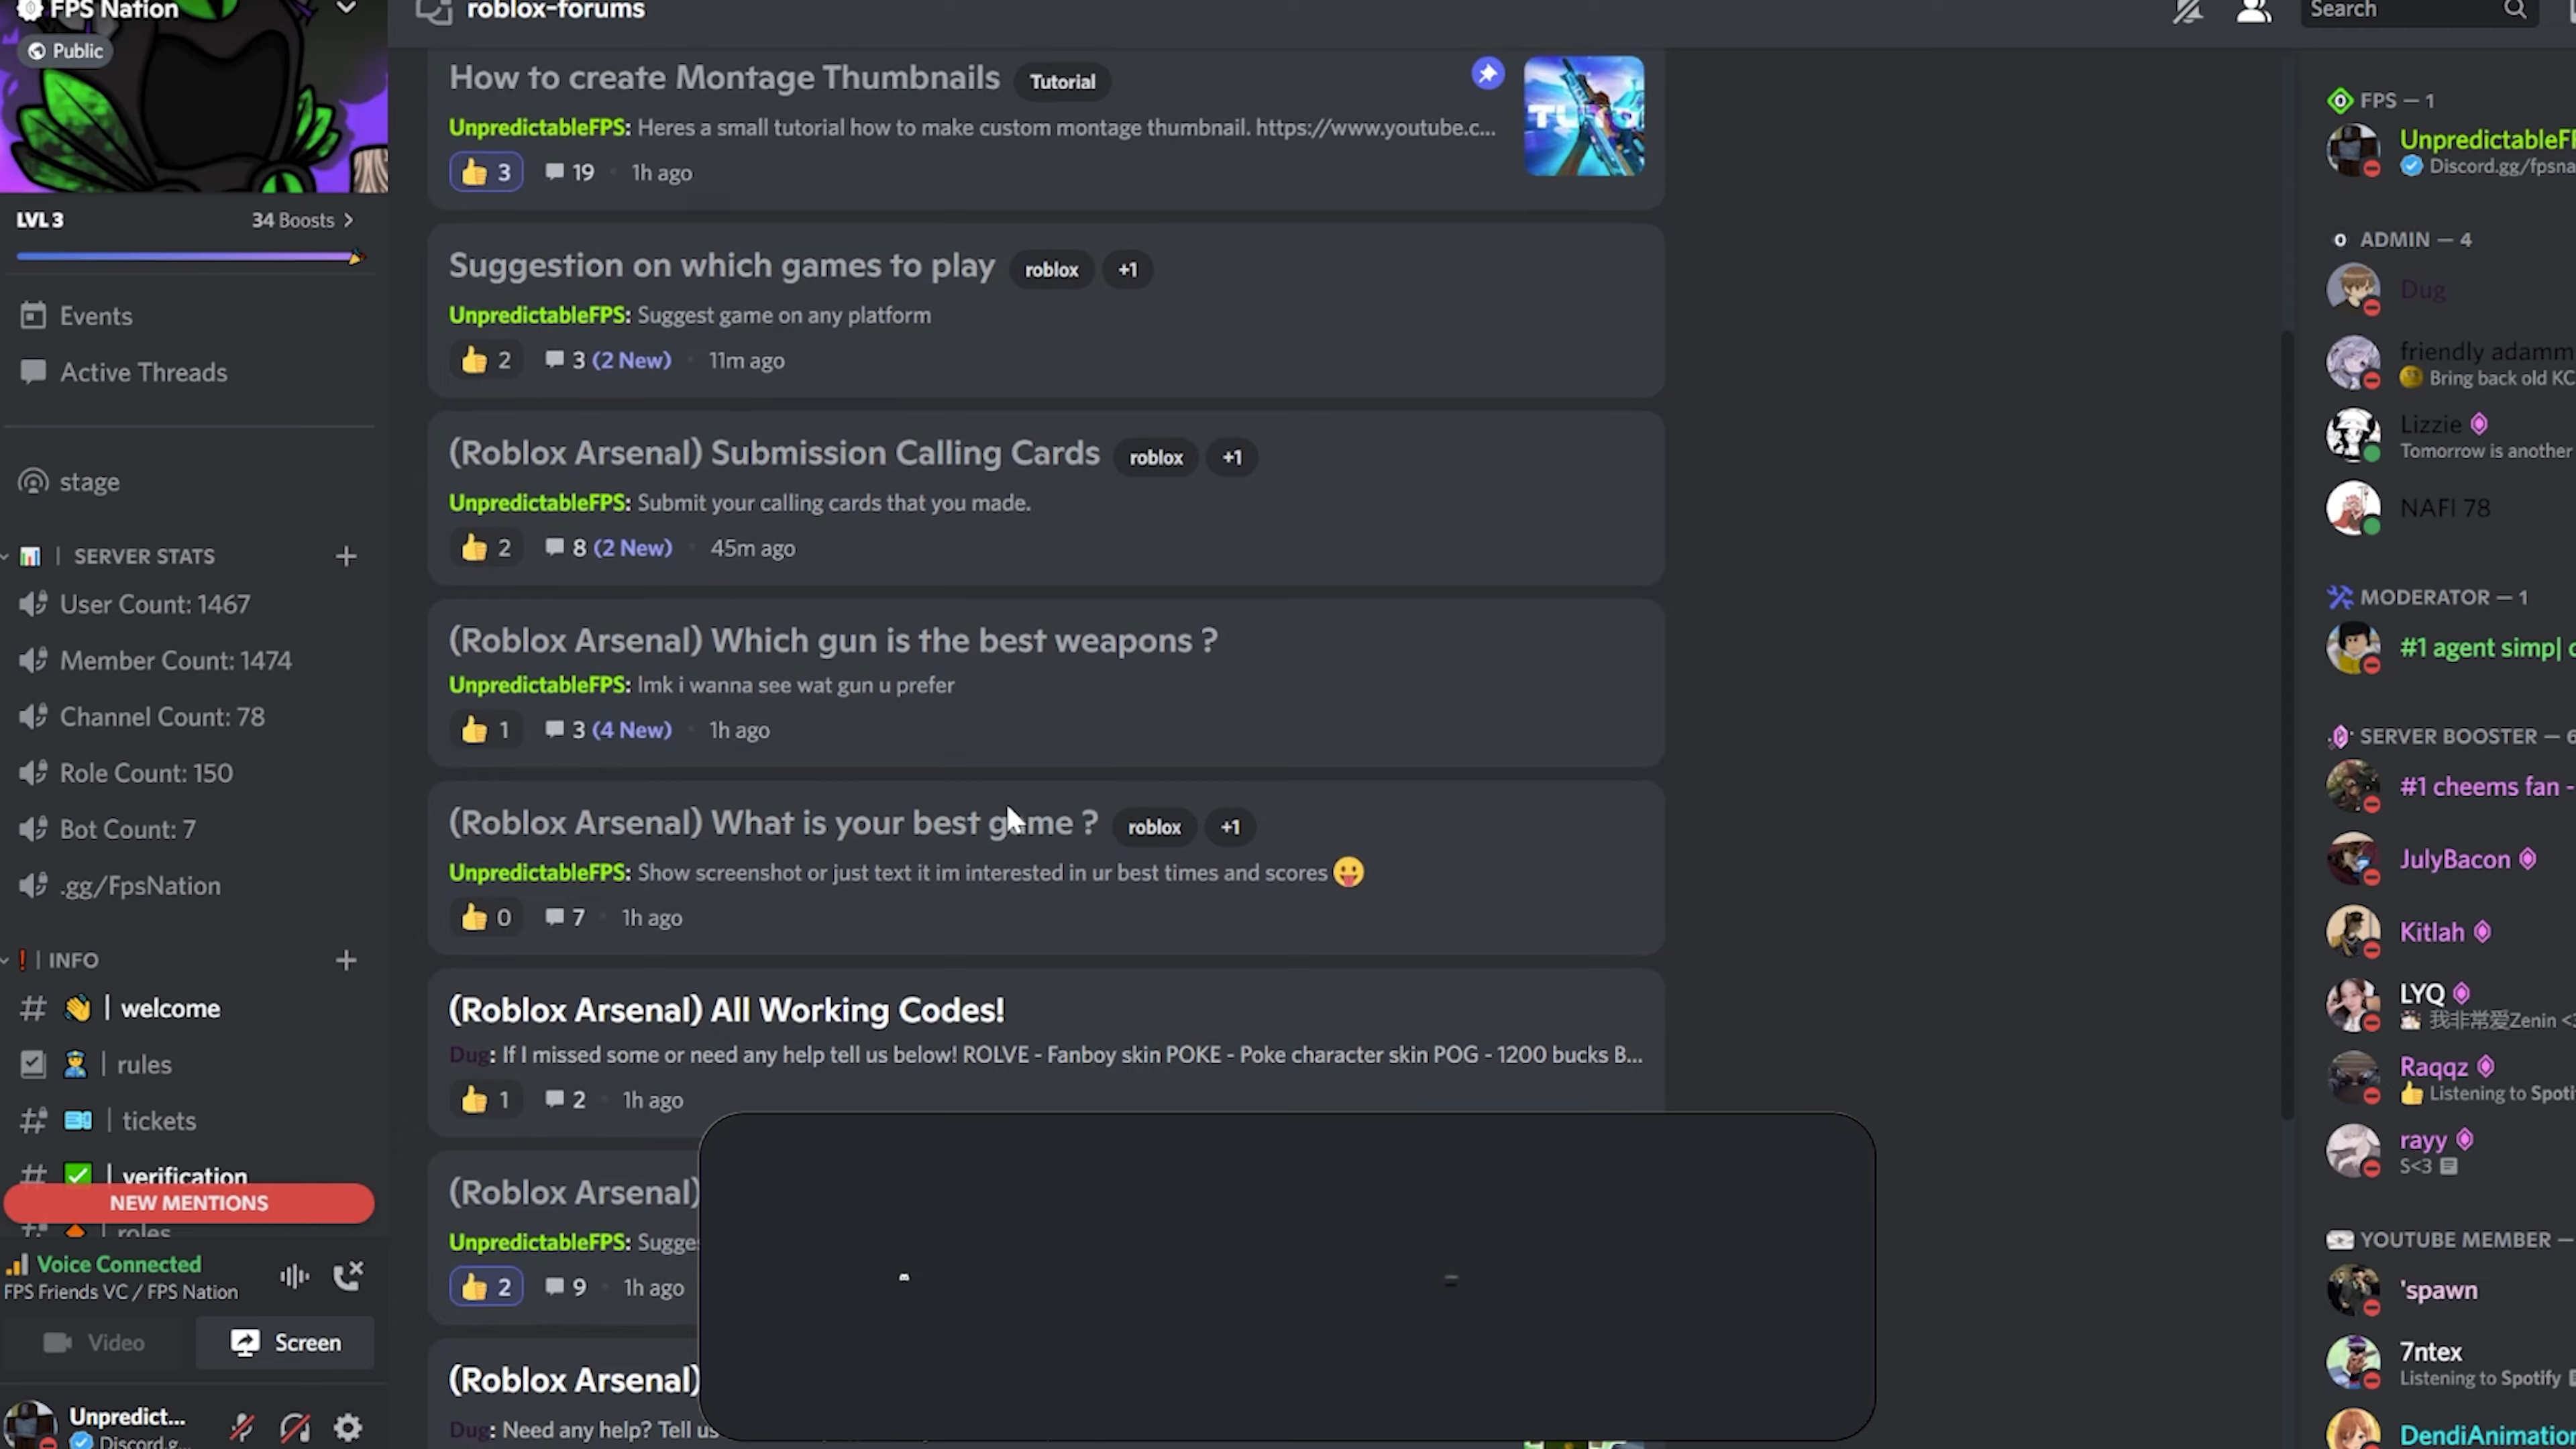 FPS Nation
Public
LVL 3
34 Boosts
Events
Active Threads
stage
| SERVER STATS
User Count: 1467
Member Count: 1474
Channel Count: 78
Role Count: 150
Bot Count: 7
.gg/FpsNation
| INFO
| welcome
| rules
| tickets
| verification
NEW MENTIONS
roles
Voice Connected
FPS Friends VC / FPS Nation
Video
Screen
Unpredict...
Discord.g...
roblox-forums
Search
How to create Montage Thumbnails Tutorial
UnpredictableFPS: Heres a small tutorial how to make custom montage thumbnail. https://www.youtube.c...
3 19 1h ago
Suggestion on which games to play roblox +1
UnpredictableFPS: Suggest game on any platform
2 3 (2 New) 11m ago
(Roblox Arsenal) Submission Calling Cards roblox +1
UnpredictableFPS: Submit your calling cards that you made.
2 8 (2 New) 45m ago
(Roblox Arsenal) Which gun is the best weapons ?
UnpredictableFPS: lmk i wanna see wat gun u prefer
1 3 (4 New) 1h ago
(Roblox Arsenal) What is your best game ? roblox +1
UnpredictableFPS: Show screenshot or just text it im interested in ur best times and scores
0 7 1h ago
(Roblox Arsenal) All Working Codes!
Dug: If I missed some or need any help tell us below! ROLVE - Fanboy skin POKE - Poke character skin POG - 1200 bucks B...
1 2 1h ago
(Roblox Arsenal)
UnpredictableFPS: Sugges
2 9 1h ago
(Roblox Arsenal)
Dug: Need any help? Tell us
FPS — 1
UnpredictableF
Discord.gg/fpsna
ADMIN — 4
Dug
friendly adamm
Bring back old KC
Lizzie
Tomorrow is another
NAFI 78
MODERATOR — 1
#1 agent simp| c
SERVER BOOSTER — 6
#1 cheems fan -
JulyBacon
Kitlah
LYQ
我非常爱Zenin <3
Raqqz
Listening to Spoti
rayy
S<3
YOUTUBE MEMBER —
'spawn
7ntex
Listening to Spotify
DendiAnimation